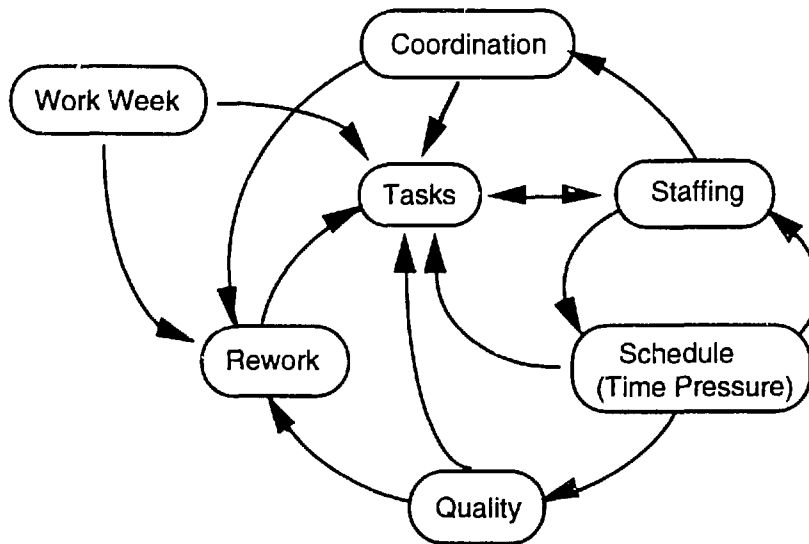 Coordination
Work Week
Tasks
Staffing
Rework
Schedule
(Time Pressure)
Quality